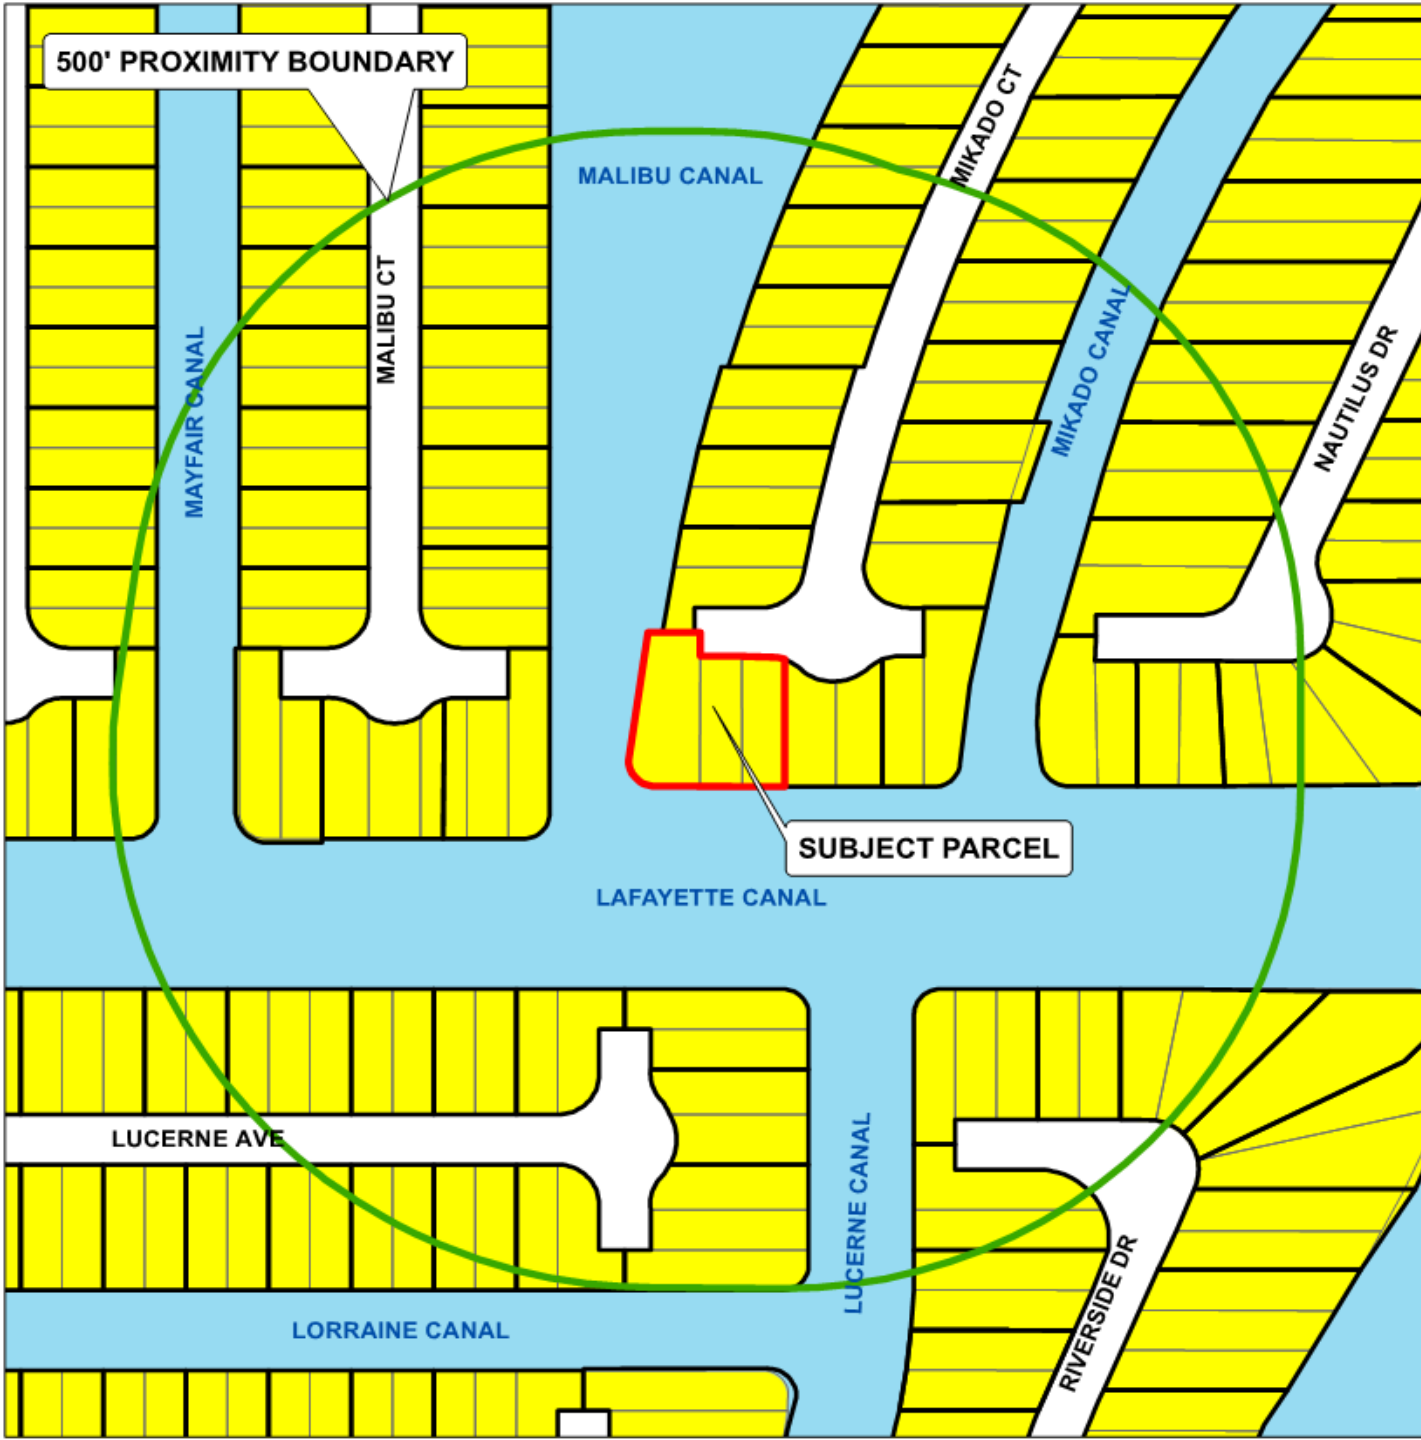 500' PROXIMITY BOUNDARY
MIKADO CT
MALIBU CANAL
MALIBU CT
MIKADO CANAL
MAYFAIR CANAL
NAUTILUS DR
SUBJECT PARCEL
LAFAYETTE CANAL
LUCERNE AVE
LUCERNE CANAL
RIVERSIDE DR
LORRAINE CANAL